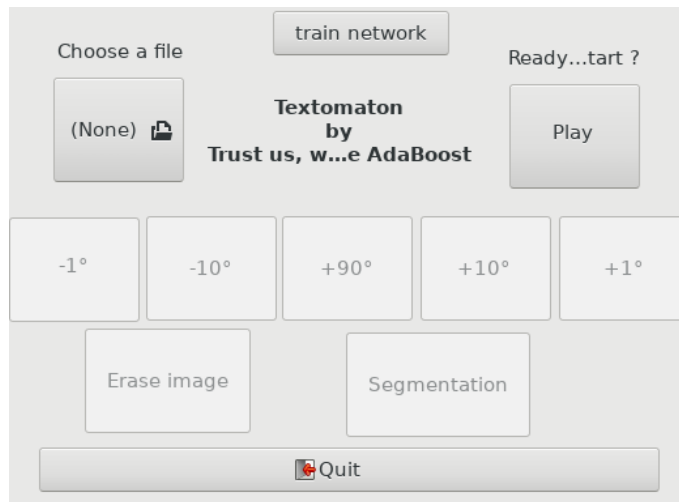 train network
Choose a file
Ready...tart ?
(None)
Textomaton
by
Trust us, w...e AdaBoost
Play
-1°
-10°
+90°
+10°
+1°
Erase image
Segmentation
Quit